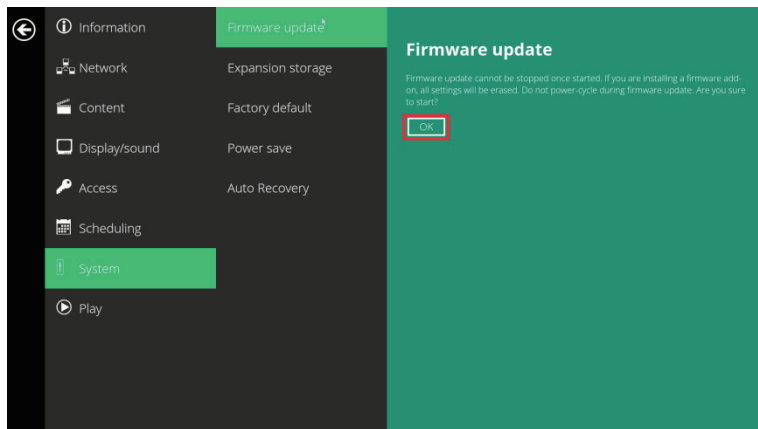 Information
Network
Content
Display/sound
Access
Scheduling
System
Play
Firmware update
Expansion storage
Factory default
Power save
Auto Recovery
Firmware update
Firmware update cannot be stopped once started. If you are installing a firmware add-
on, all settings will be erased. Do not power-cycle during firmware update. Are you sure
to start?
OK